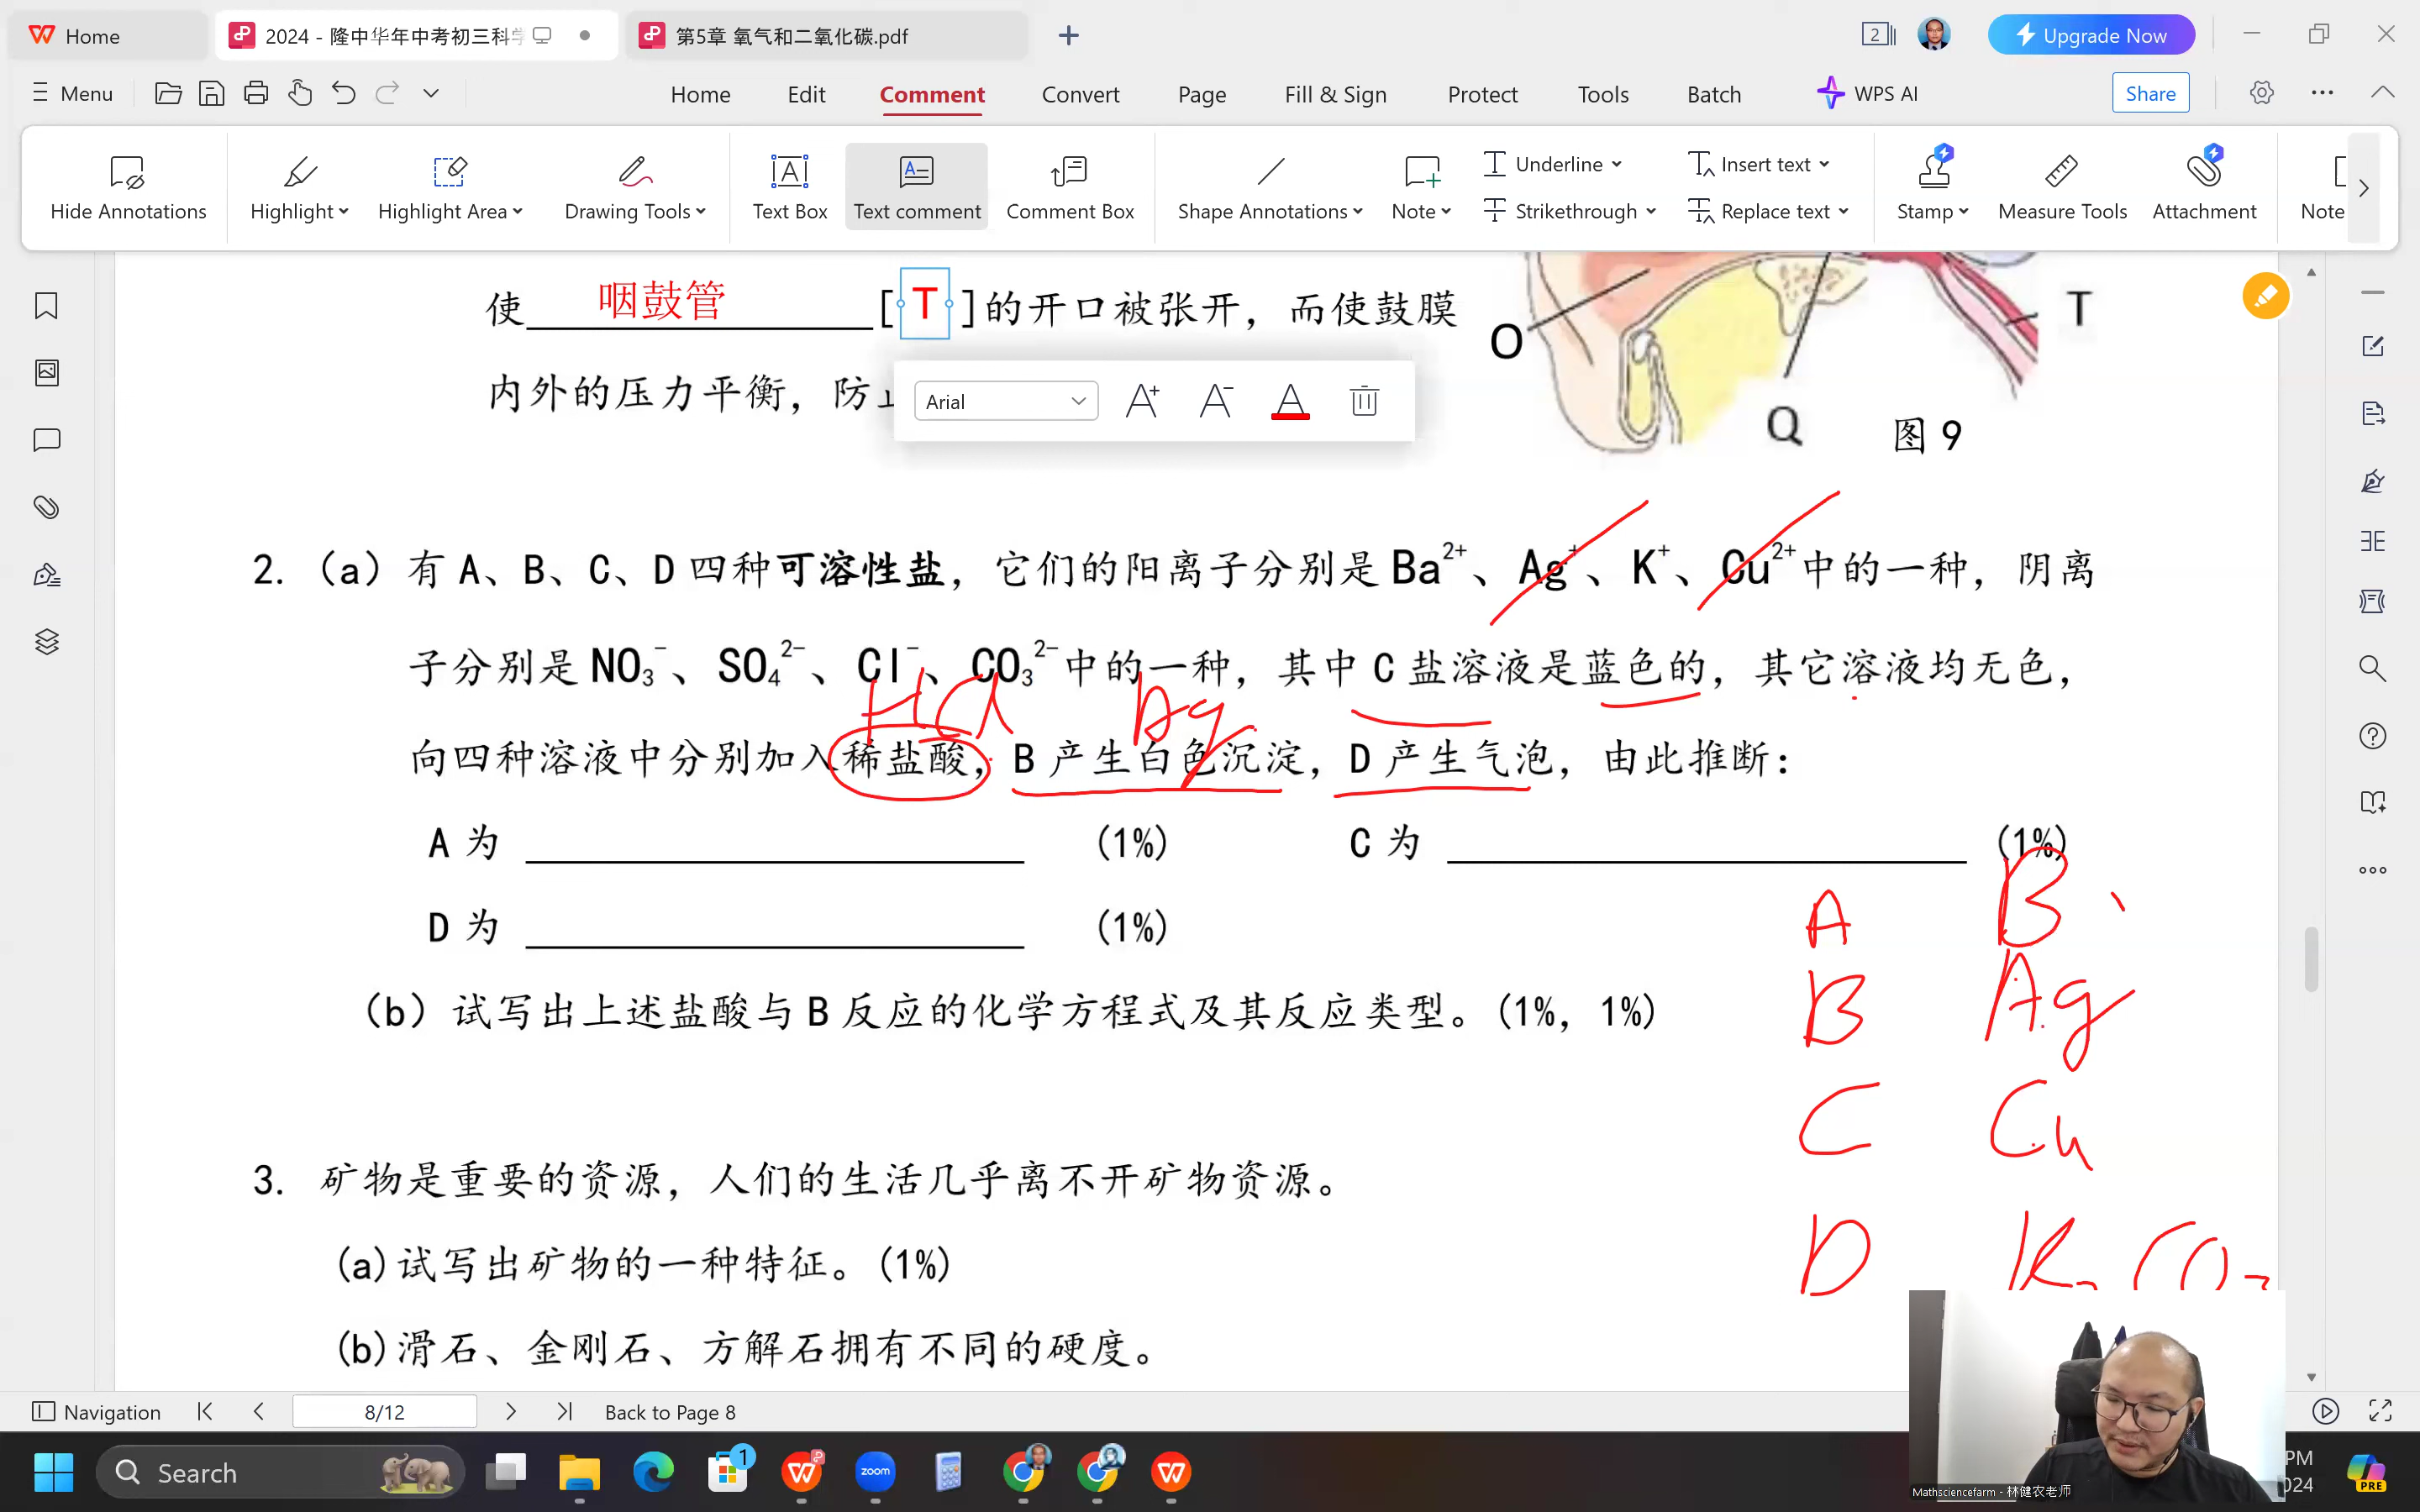 Home
2024 - 隆中华年中考初三科学
第5章 氧气和二氧化碳.pdf
2
Upgrade Now
Menu
Home Edit Comment Convert Page Fill & Sign Protect Tools Batch WPS AI
Share
Hide Annotations
Highlight
Highlight Area
Drawing Tools
Text Box
Text comment
Comment Box
Shape Annotations
Note
Underline
Strikethrough
Insert text
Replace text
Stamp
Measure Tools
Attachment
Note
使 咽鼓管 [ T ]的开口被张开，而使鼓膜
内外的压力平衡，防止
Arial
O
Q
T
图 9
2. （a）有 A、B、C、D 四种可溶性盐，它们的阳离子分别是 Ba²⁺、Ag⁺、K⁺、Cu²⁺中的一种，阴离
子分别是 NO₃⁻、SO₄²⁻、Cl⁻、CO₃²⁻中的一种，其中 C 盐溶液是蓝色的，其它溶液均无色，
HCl Ag
向四种溶液中分别加入稀盐酸，B 产生白色沉淀，D 产生气泡，由此推断：
A 为 (1%) C 为 (1%)
D 为 (1%)
A B
B Ag
C Cu
D K₂CO₃
（b）试写出上述盐酸与 B 反应的化学方程式及其反应类型。(1%, 1%)
3. 矿物是重要的资源，人们的生活几乎离不开矿物资源。
(a)试写出矿物的一种特征。(1%)
(b)滑石、金刚石、方解石拥有不同的硬度。
Navigation
8/12
Back to Page 8
Search
1
zoom
PM
024
PRE
Mathsciencefarm - 林健农老师